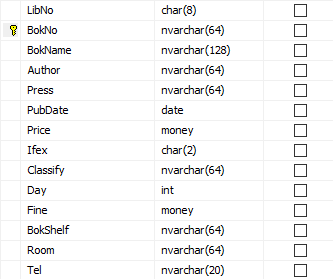 LibNo char(8)
BokNo nvarchar(64)
BokName nvarchar(128)
Author nvarchar(64)
Press nvarchar(64)
PubDate date
Price money
Ifex char(2)
Classify nvarchar(64)
Day int
Fine money
BokShelf nvarchar(64)
Room nvarchar(64)
Tel nvarchar(20)